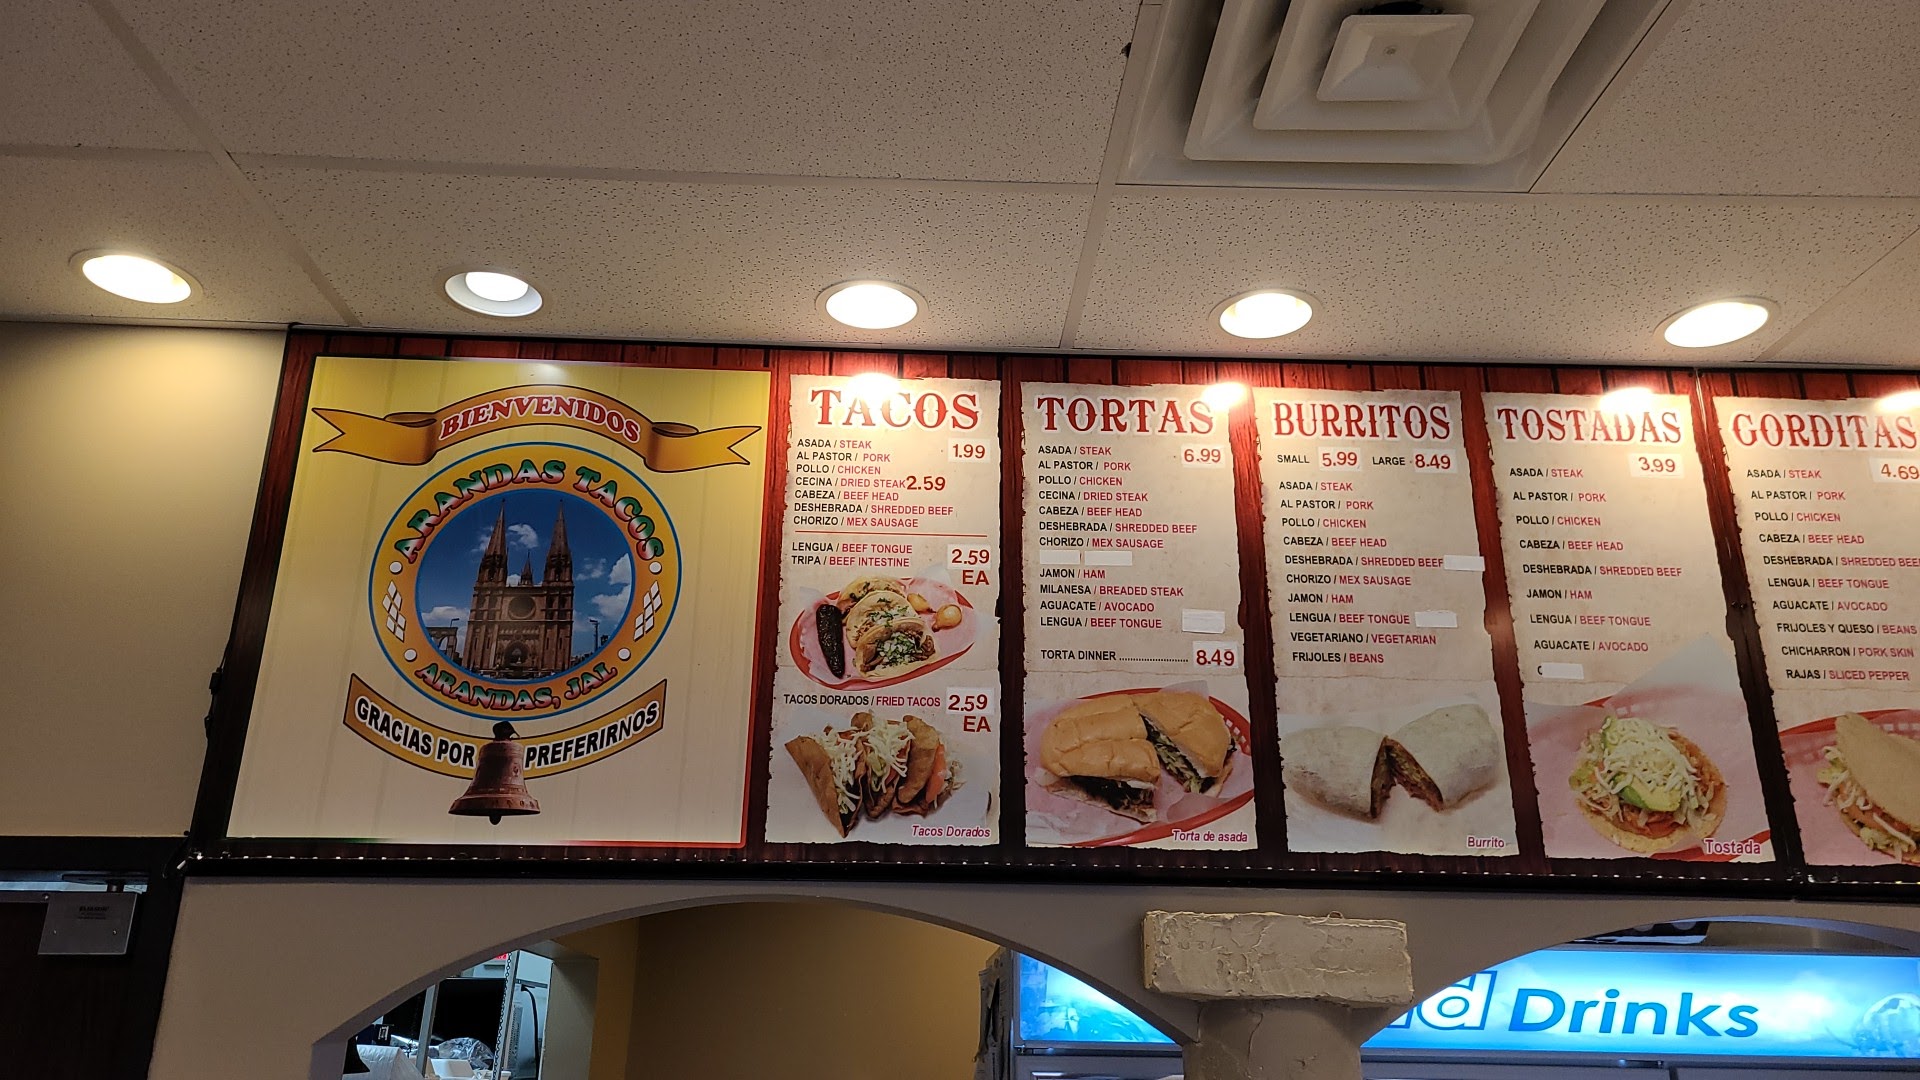 BIENVENIDOS
ARANDAS TACOS
ARANDAS, JAL
GRACIAS POR PREFERIRNOS
TACOS
ASADA / STEAK 1.99
AL PASTOR / PORK
POLLO / CHICKEN
CECINA / DRIED STEAK 2.59
CABEZA / BEEF HEAD
DESHEBRADA / SHREDDED BEEF
CHORIZO / MEX SAUSAGE
LENGUA / BEEF TONGUE 2.59
TRIPA / BEEF INTESTINE EA
TACOS DORADOS / FRIED TACOS 2.59
EA
Tacos Dorados
TORTAS
ASADA / STEAK 6.99
AL PASTOR / PORK
POLLO / CHICKEN
CECINA / DRIED STEAK
CABEZA / BEEF HEAD
DESHEBRADA / SHREDDED BEEF
CHORIZO / MEX SAUSAGE
JAMON / HAM
MILANESA / BREADED STEAK
AGUACATE / AVOCADO
LENGUA / BEEF TONGUE
TORTA DINNER ........................ 8.49
Torta de asada
BURRITOS
SMALL 5.99 LARGE 8.49
ASADA / STEAK
AL PASTOR / PORK
POLLO / CHICKEN
CABEZA / BEEF HEAD
DESHEBRADA / SHREDDED BEEF
CHORIZO / MEX SAUSAGE
JAMON / HAM
LENGUA / BEEF TONGUE
VEGETARIANO / VEGETARIAN
FRIJOLES / BEANS
Burrito
TOSTADAS
ASADA / STEAK 3.99
AL PASTOR / PORK
POLLO / CHICKEN
CABEZA / BEEF HEAD
DESHEBRADA / SHREDDED BEEF
JAMON / HAM
LENGUA / BEEF TONGUE
AGUACATE / AVOCADO
Tostada
GORDITAS
ASADA / STEAK 4.69
AL PASTOR / PORK
POLLO / CHICKEN
CABEZA / BEEF HEAD
DESHEBRADA / SHREDDED BEEF
LENGUA / BEEF TONGUE
AGUACATE / AVOCADO
FRIJOLES Y QUESO / BEANS
CHICHARRON / PORK SKIN
RAJAS / SLICED PEPPER
Drinks